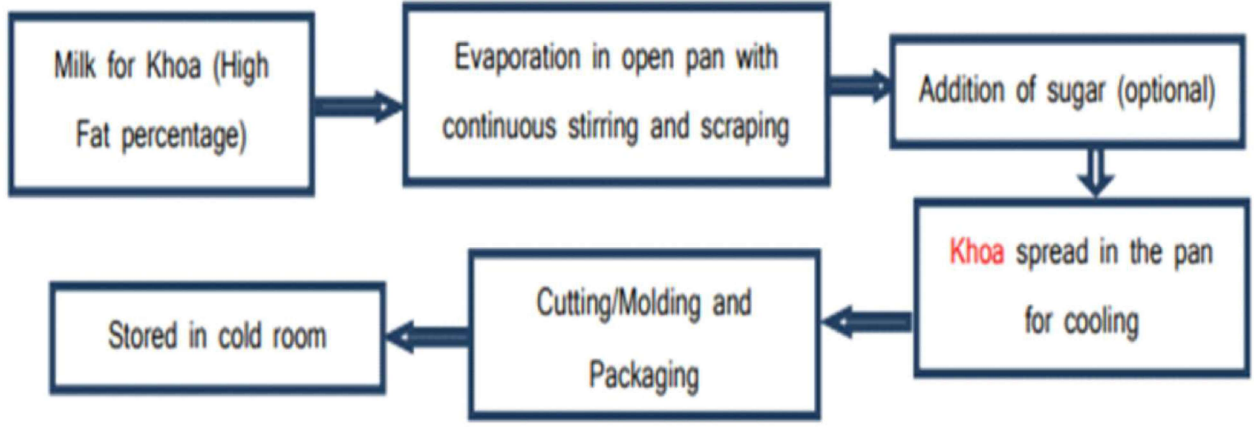 Milk for Khoa (High
Fat percentage)
Evaporation in open pan with
continuous stirring and scraping
Addition of sugar (optional)
Khoa spread in the pan
for cooling
Cutting/Molding and
Packaging
Stored in cold room